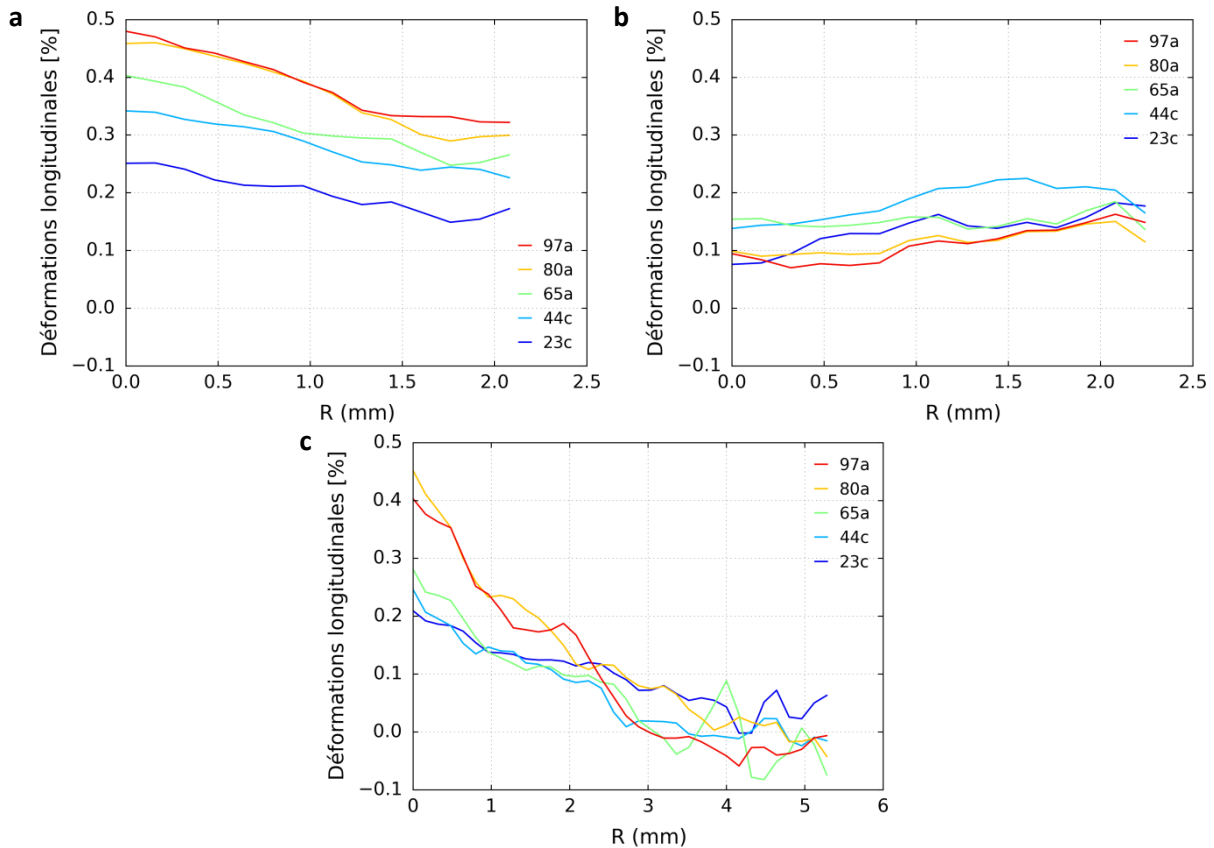 a
Déformations longitudinales [%]
0.5
0.4
0.3
0.2
0.1
0.0
−0.1
97a
80a
65a
44c
23c
0.0 0.5 1.0 1.5 2.0 2.5
R (mm)
b
Déformations longitudinales [%]
0.5
0.4
0.3
0.2
0.1
0.0
−0.1
97a
80a
65a
44c
23c
0.0 0.5 1.0 1.5 2.0 2.5
R (mm)
c
Déformations longitudinales [%]
0.5
0.4
0.3
0.2
0.1
0.0
−0.1
97a
80a
65a
44c
23c
0 1 2 3 4 5 6
R (mm)